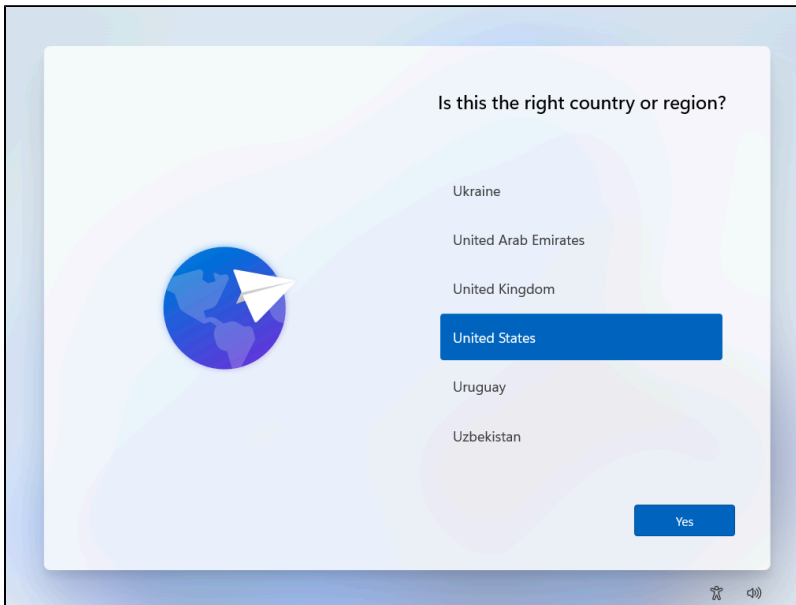 Is this the right country or region?
Ukraine
United Arab Emirates
United Kingdom
United States
Uruguay
Uzbekistan
Yes